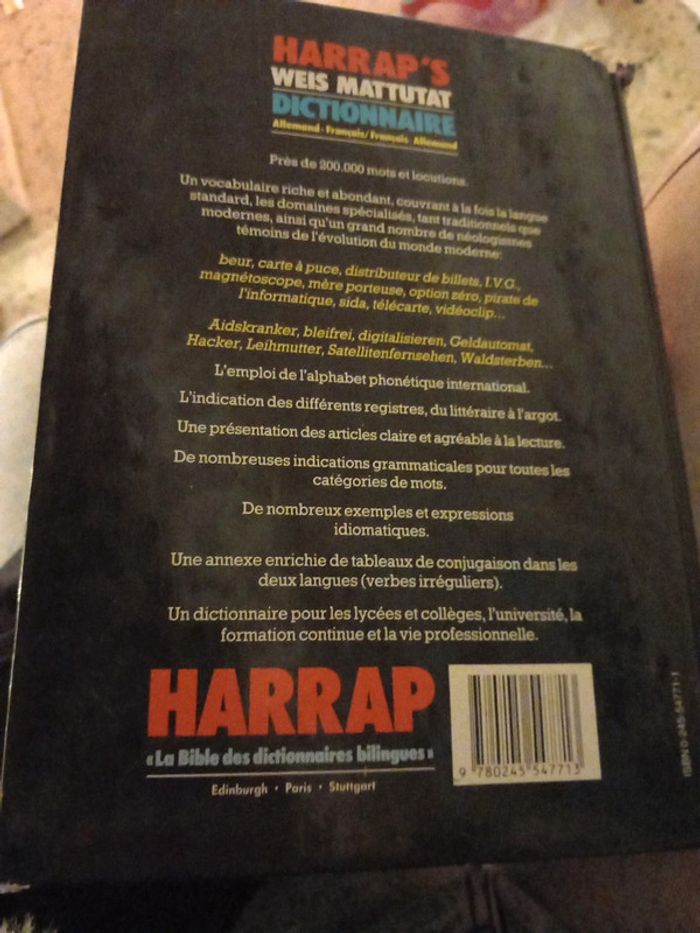 HARRAP'S
WEIS MATTUTAT
DICTIONNAIRE
Allemand - Français / Français Allemand
Près de 200.000 mots et locutions.
Un vocabulaire riche et abondant, couvrant à la fois la langue
standard, les domaines spécialisés, tant traditionnels que
modernes, ainsi qu'un grand nombre de néologismes
témoins de l'évolution du monde moderne:
beur, carte à puce, distributeur de billets, I.V.G.,
magnétoscope, mère porteuse, option zéro, pirate de
l'informatique, sida, télécarte, vidéoclip...
Aidskranker, bleifrei, digitalisieren, Geldautomat,
Hacker, Leihmutter, Satellitenfernsehen, Waldsterben...
L'emploi de l'alphabet phonétique international.
L'indication des différents registres, du littéraire à l'argot.
Une présentation des articles claire et agréable à la lecture.
De nombreuses indications grammaticales pour toutes les
catégories de mots.
De nombreux exemples et expressions
idiomatiques.
Une annexe enrichie de tableaux de conjugaison dans les
deux langues (verbes irréguliers).
Un dictionnaire pour les lycées et collèges, l'université, la
formation continue et la vie professionnelle.
HARRAP
«La Bible des dictionnaires bilingues»
Edinburgh • Paris • Stuttgart
9 780245 547713
ISBN 0-245-54771-1